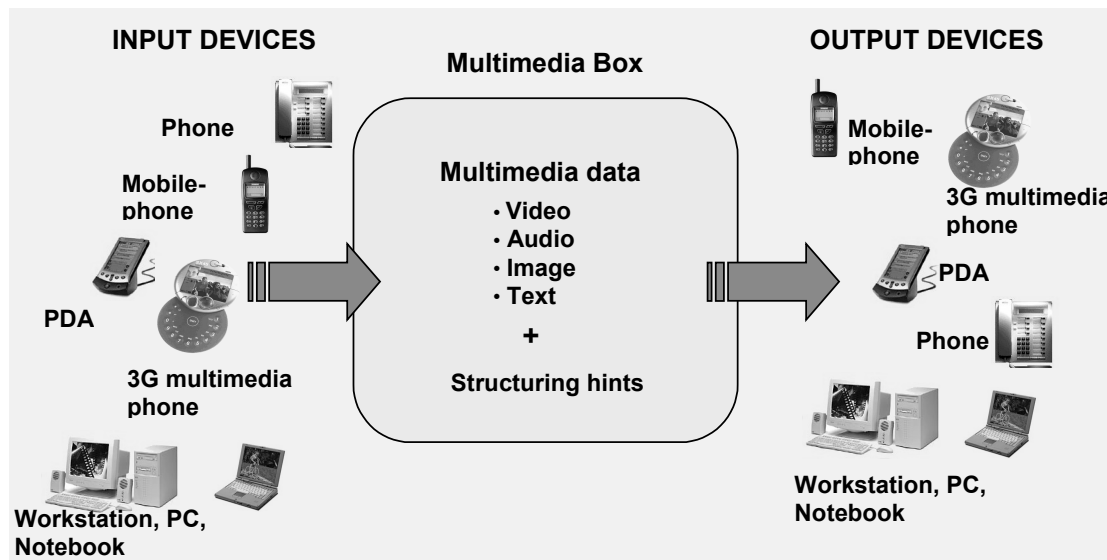 INPUT DEVICES
Phone
Mobile-
phone
PDA
3G multimedia
phone
Workstation, PC,
Notebook
Multimedia Box
Multimedia data
· Video
· Audio
· Image
· Text
+
Structuring hints
OUTPUT DEVICES
Mobile-
phone
3G multimedia
phone
PDA
Phone
Workstation, PC,
Notebook